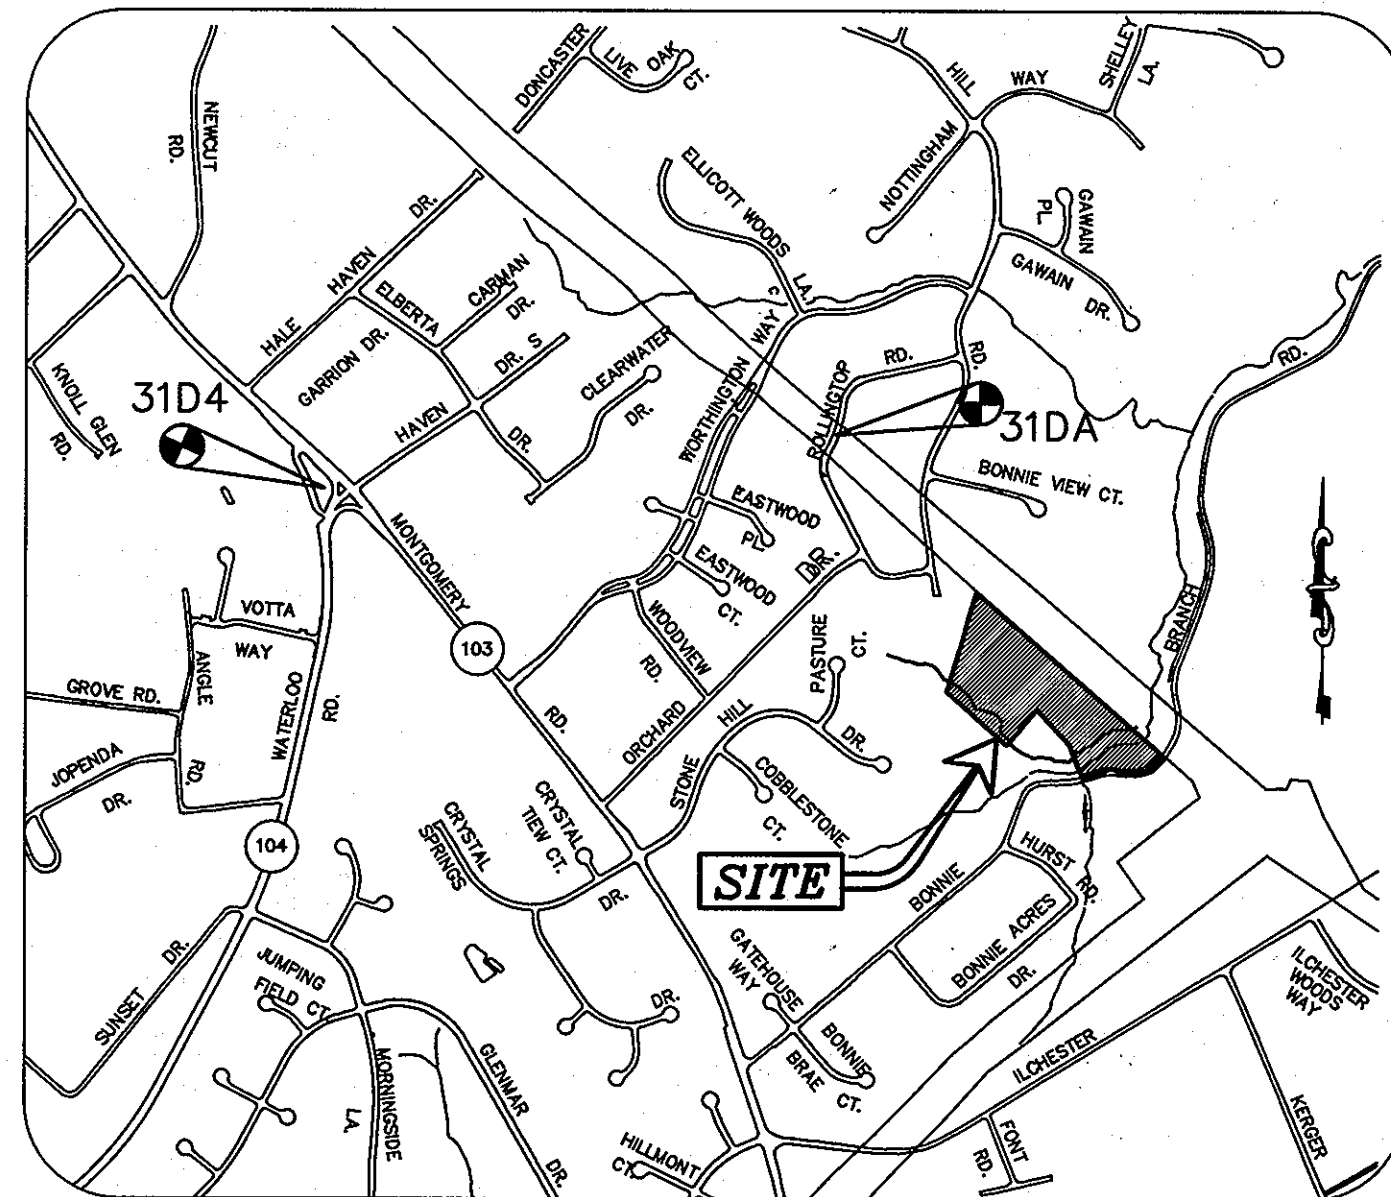 DONCASTER
LIVE OAK
CT.
HILL
WAY
SHELLEY
LA.
NEWCUT
RD.
NOTTINGHAM
ELLICOTT WOODS
LA.
GAWAIN
PL.
GAWAIN
DR.
HALE HAVEN DR.
ELBERTA
CARMAN
DR.
GARRION DR.
HAVEN
DR. S
DR.
CLEARWATER
DR.
WORTHINGTON WAY
C
ROLLINGTOP
RD.
RD.
RD.
31D4
31DA
KNOLL GLEN
RD.
BONNIE VIEW CT.
EASTWOOD
PL.
EASTWOOD
CT.
DR.
MONTGOMERY
103
RD.
WOODVIEW
RD.
ORCHARD
BRANCH
VOTTA
WAY
ANGLE
RD.
GROVE RD.
WATERLOO
RD.
JOPENDA
DR.
PASTURE
CT.
STONE
HILL
DR.
COBBLESTONE
CT.
CRYSTAL
TIEW CT.
CRYSTAL
SPRINGS
DR.
104
SITE
BONNIE
HURST
RD.
BONNIE ACRES
DR.
SUNSET
DR.
JUMPING
FIELD CT.
GATEHOUSE
WAY
DR.
BONNIE
BRAE
CT.
ILCHESTER
ILCHESTER
WOODS
WAY
MORNINGSIDE
LA.
GLENMAR
DR.
HILLMONT
CT.
FONT
RD.
KERGER